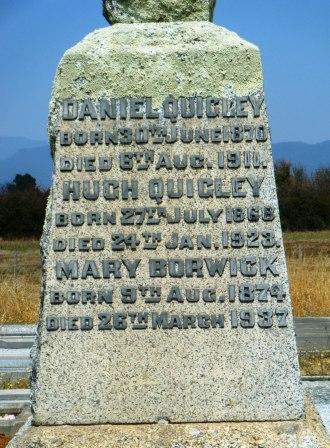 DANIEL QUIGLEY
BORN 30TH JUNE 1870
DIED 6TH AUG. 1911.
HUGH QUIGLEY
BORN 27TH JULY 1868
DIED 24TH JAN. 1923.
MARY BORWICK
BORN 9TH AUG. 1874.
DIED 26TH MARCH 1937